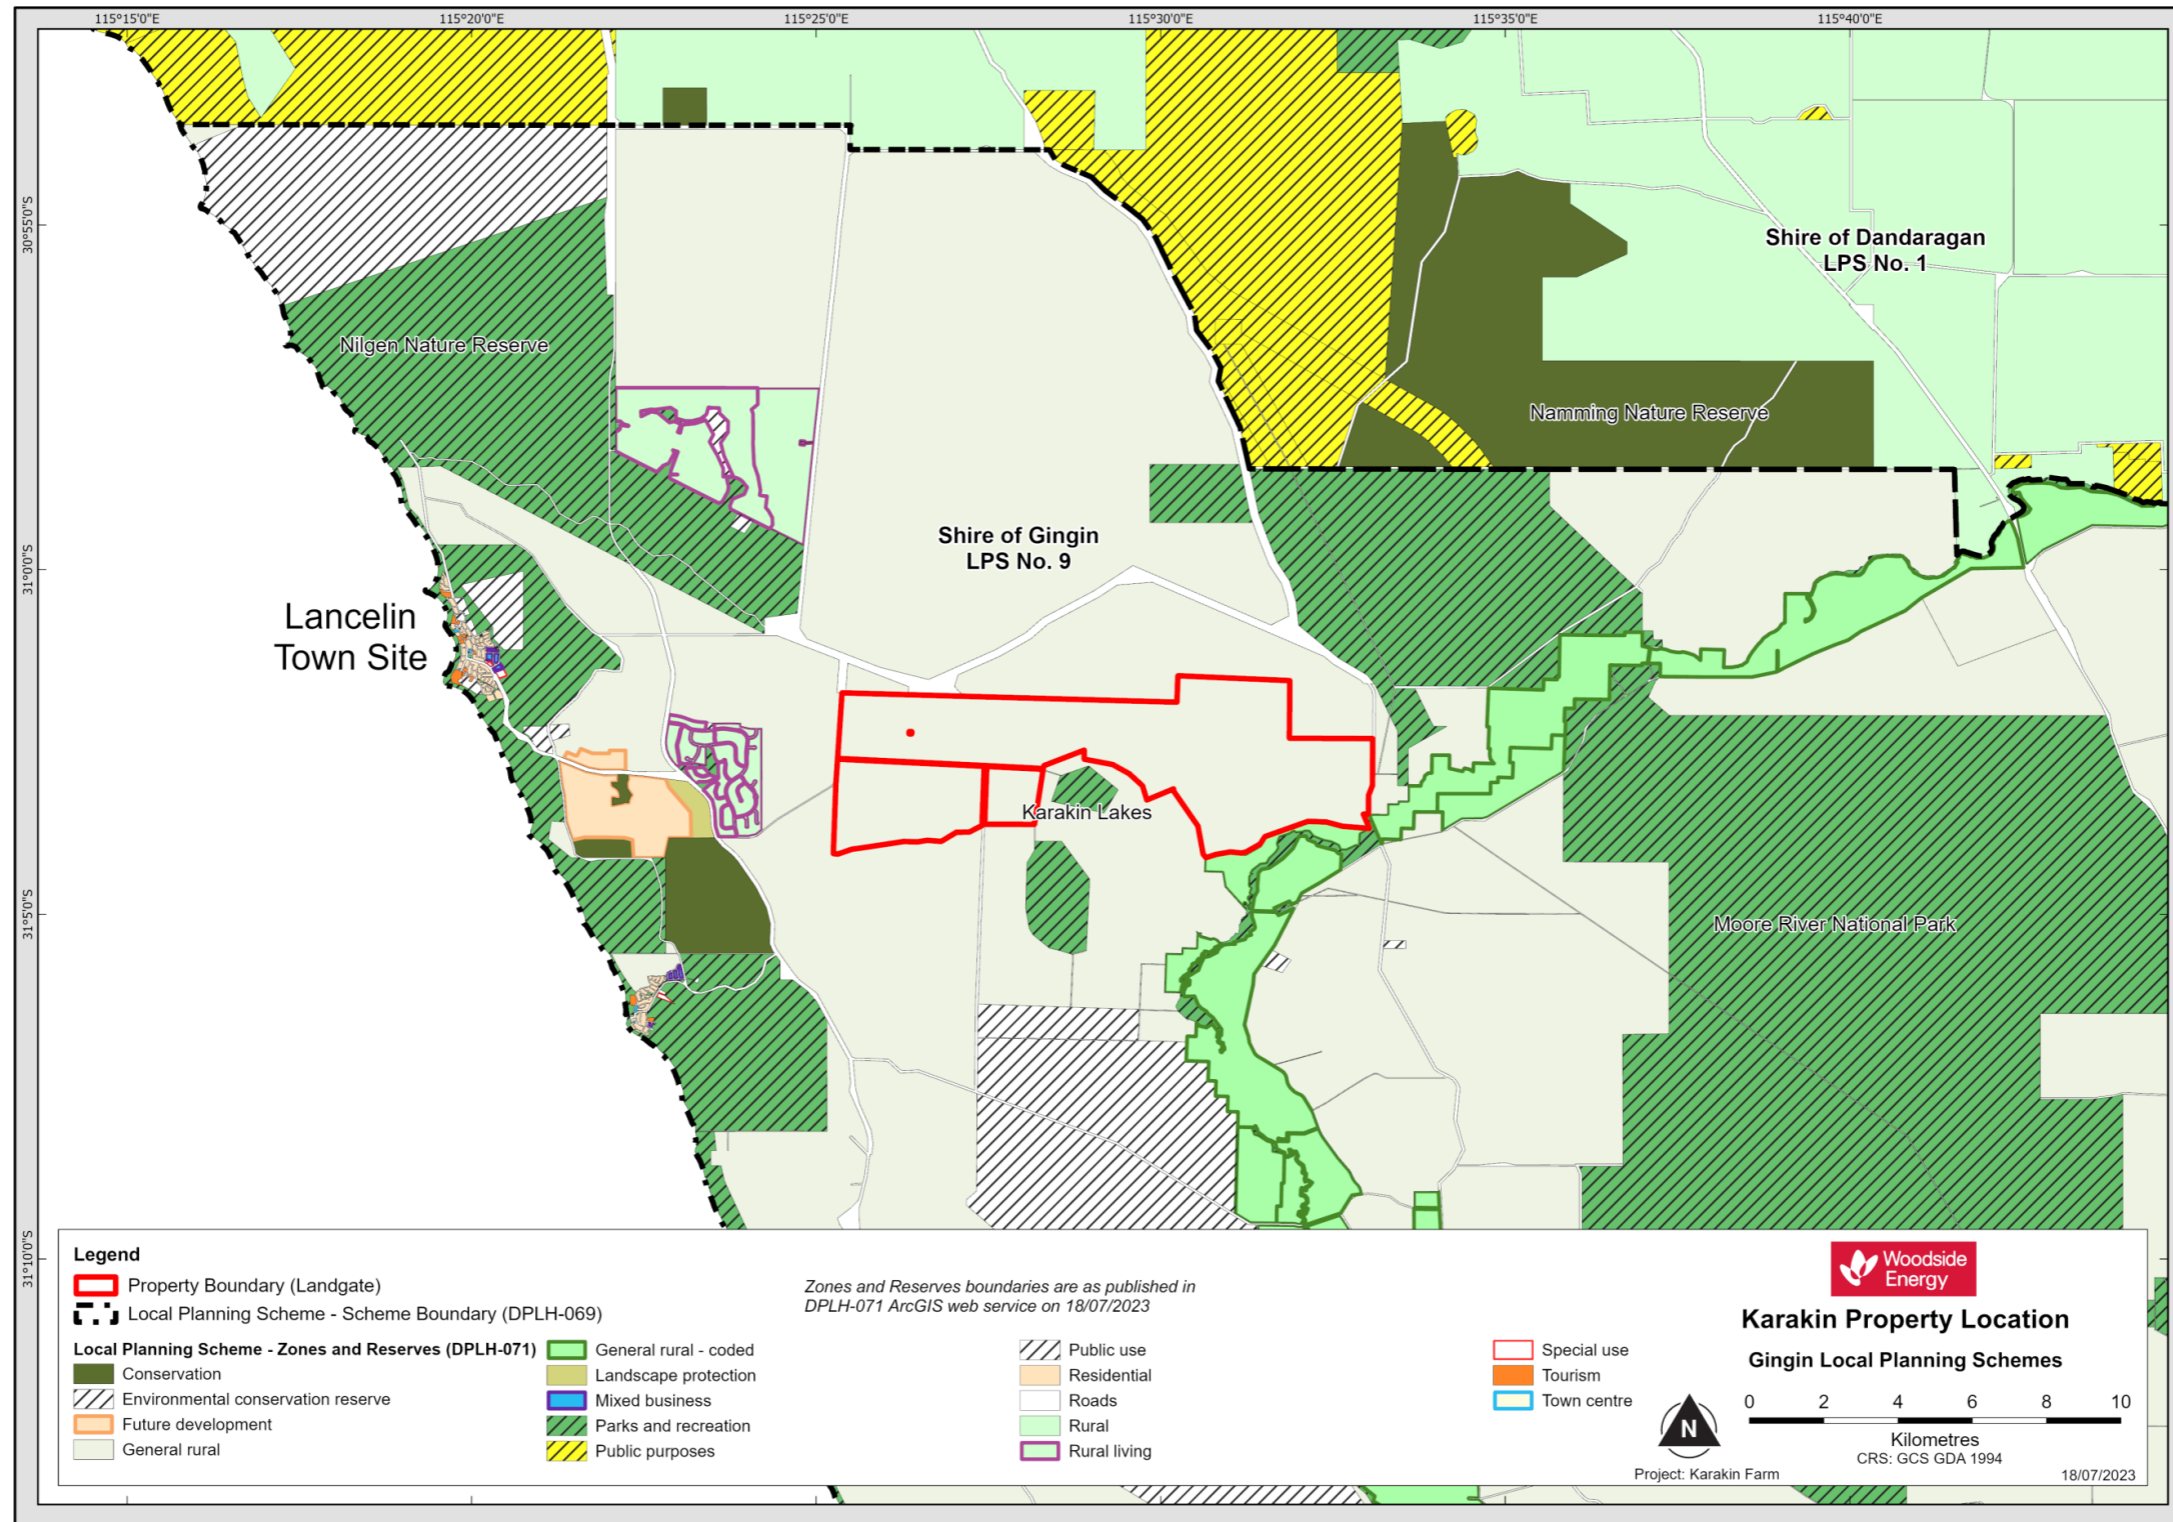 115°15'0"E
115°20'0"E
115°25'0"E
115°30'0"E
115°35'0"E
115°40'0"E
30°55'0"S
31°0'0"S
31°5'0"S
31°10'0"S
Shire of Dandaragan
LPS No. 1
Nilgen Nature Reserve
Namming Nature Reserve
Shire of Gingin
LPS No. 9
Lancelin
Town Site
Karakin Lakes
Moore River National Park
Legend
Property Boundary (Landgate)
Local Planning Scheme - Scheme Boundary (DPLH-069)
Local Planning Scheme - Zones and Reserves (DPLH-071)
Conservation
Environmental conservation reserve
Future development
General rural
General rural - coded
Landscape protection
Mixed business
Parks and recreation
Public purposes
Zones and Reserves boundaries are as published in
DPLH-071 ArcGIS web service on 18/07/2023
Public use
Residential
Roads
Rural
Rural living
Special use
Tourism
Town centre
Woodside
Energy
Karakin Property Location
Gingin Local Planning Schemes
0 2 4 6 8 10
Kilometres
CRS: GCS GDA 1994
N
Project: Karakin Farm
18/07/2023